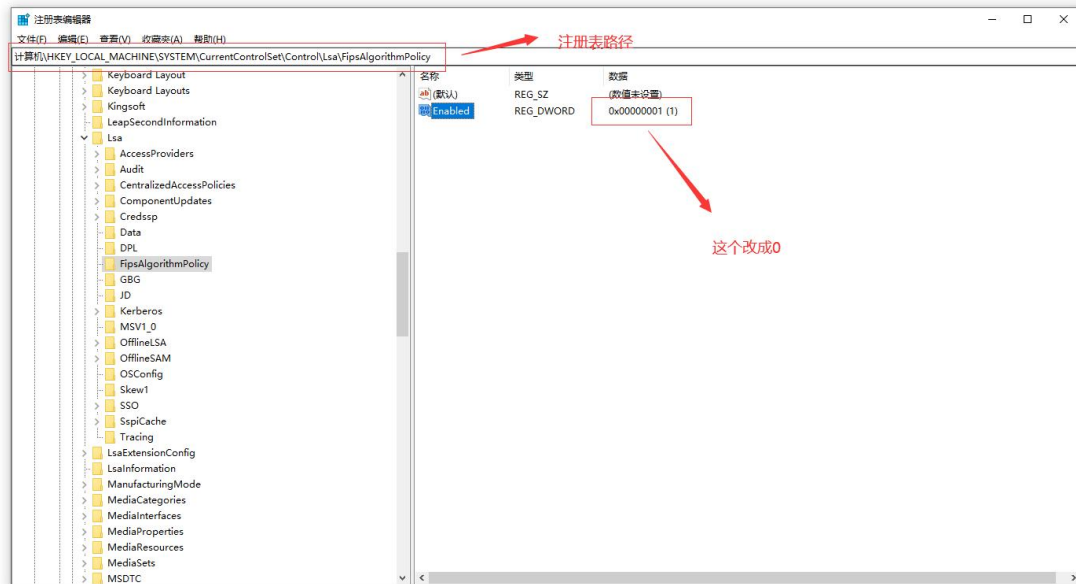 注册表编辑器
文件(F) 编辑(E) 查看(V) 收藏夹(A) 帮助(H)
注册表路径
计算机\HKEY_LOCAL_MACHINE\SYSTEM\CurrentControlSet\Control\Lsa\FipsAlgorithmPolicy
Keyboard Layout
Keyboard Layouts
Kingsoft
LeapSecondInformation
Lsa
AccessProviders
Audit
CentralizedAccessPolicies
ComponentUpdates
Credssp
Data
DPL
FipsAlgorithmPolicy
GBG
JD
Kerberos
MSV1_0
OfflineLSA
OfflineSAM
OSConfig
Skew1
SSO
SspiCache
Tracing
LsaExtensionConfig
LsaInformation
ManufacturingMode
MediaCategories
MediaInterfaces
MediaProperties
MediaResources
MediaSets
MSDTC
名称 类型 数据
ab (默认) REG_SZ (数值未设置)
Enabled REG_DWORD 0x00000001 (1)
这个改成0